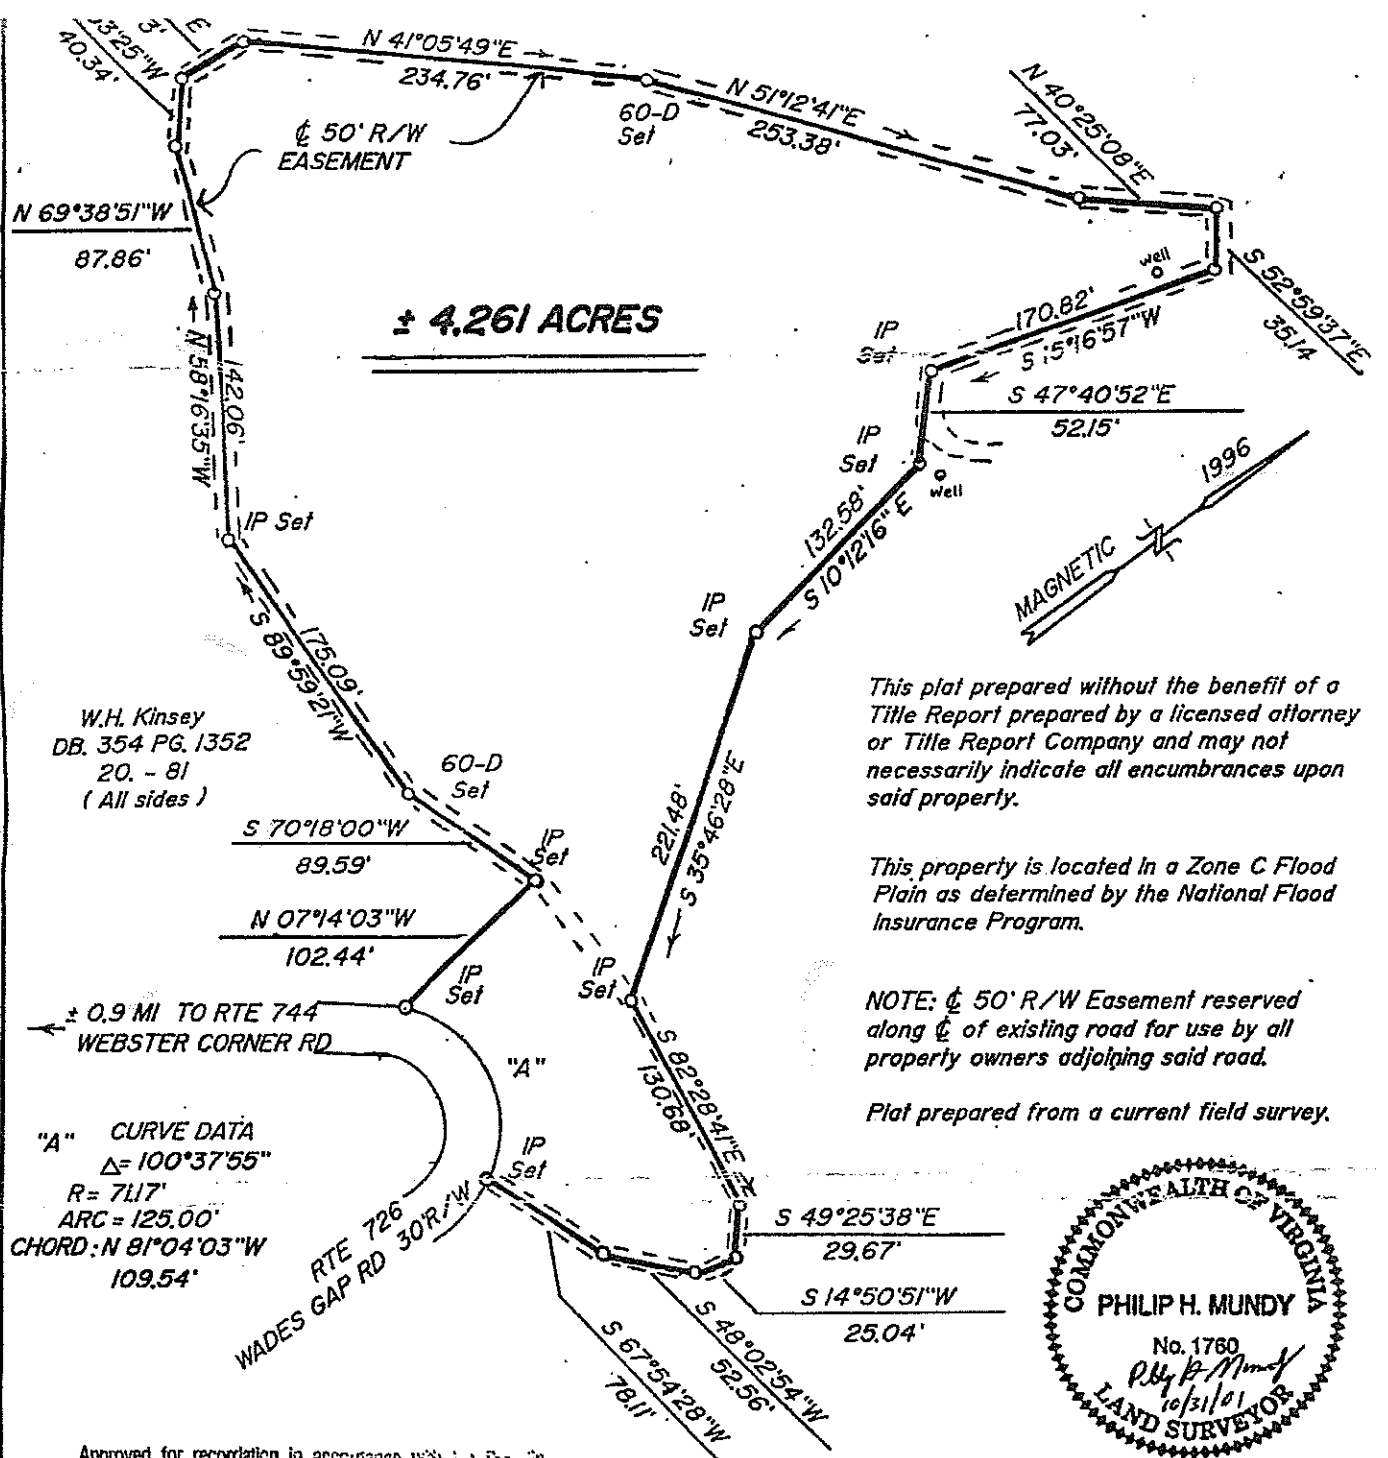 E
3'
3'25"W
40.34'
N 41°05'49"E
234.76'
60-D
Set
N 51°12'41"E
253.38'
N 40°25'08"E
77.03'
℄ 50' R/W
EASEMENT
N 69°38'51"W
87.86'
± 4.261 ACRES
well
S 52°59'37"E
35.14
170.82'
S 15°16'57"W
IP
Set
S 47°40'52"E
52.15'
IP
Set
well
142.06'
N 58°16'35"W
IP Set
132.58'
S 10°12'16"E
MAGNETIC
1996
IP
Set
175.09'
S 89°59'21"W
This plat prepared without the benefit of a
Title Report prepared by a licensed attorney
or Title Report Company and may not
necessarily indicate all encumbrances upon
said property.
W.H. Kinsey
DB. 354 PG. 1352
20. - 81
( All sides )
60-D
Set
221.48'
S 35°46'28"E
S 70°18'00"W
89.59'
IP
Set
This property is located in a Zone C Flood
Plain as determined by the National Flood
Insurance Program.
N 07°14'03"W
102.44'
IP
Set
IP
Set
± 0.9 MI TO RTE 744
WEBSTER CORNER RD
NOTE: ℄ 50' R/W Easement reserved
along ℄ of existing road for use by all
property owners adjoining said road.
"A"
S 82°28'41"E
130.68'
Plat prepared from a current field survey.
"A" CURVE DATA
Δ= 100°37'55"
R= 71.17'
ARC = 125.00'
CHORD: N 81°04'03"W
109.54'
IP
Set
RTE 726
WADES GAP RD 30'R/W
S 49°25'38"E
29.67'
S 14°50'51"W
25.04'
S 48°02'54"W
52.56'
S 67°54'28"W
78.11'
COMMONWEALTH OF VIRGINIA
PHILIP H. MUNDY
No. 1760
10/31/01
LAND SURVEYOR
Approved for recordation in accordance with